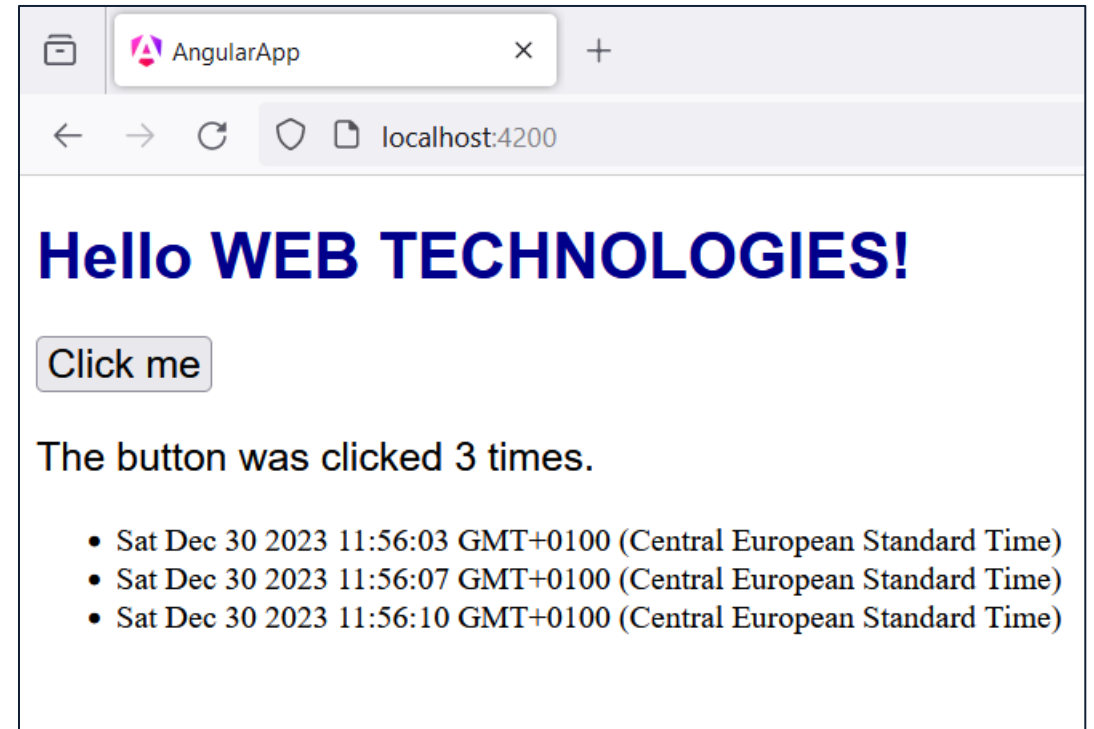 AngularApp
localhost:4200
Hello WEB TECHNOLOGIES!
Click me
The button was clicked 3 times.
• Sat Dec 30 2023 11:56:03 GMT+0100 (Central European Standard Time)
• Sat Dec 30 2023 11:56:07 GMT+0100 (Central European Standard Time)
• Sat Dec 30 2023 11:56:10 GMT+0100 (Central European Standard Time)